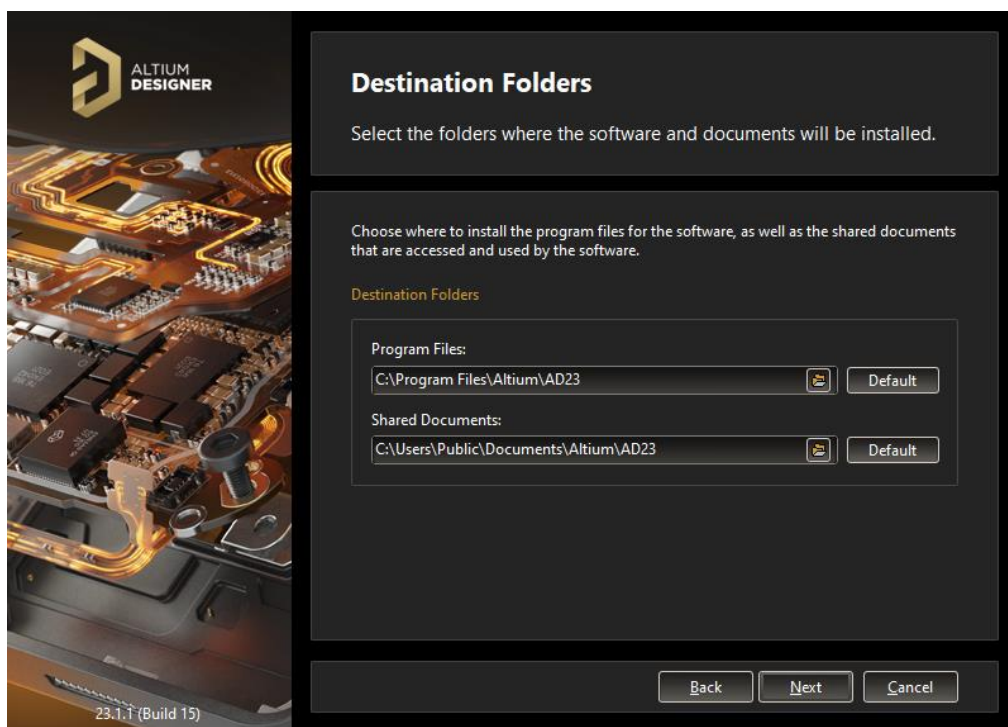 ALTIUM
DESIGNER
Destination Folders
Select the folders where the software and documents will be installed.
Choose where to install the program files for the software, as well as the shared documents
that are accessed and used by the software.
Destination Folders
Program Files:
C:\Program Files\Altium\AD23
Default
Shared Documents:
C:\Users\Public\Documents\Altium\AD23
Default
Back
Next
Cancel
23.1.1 (Build 15)